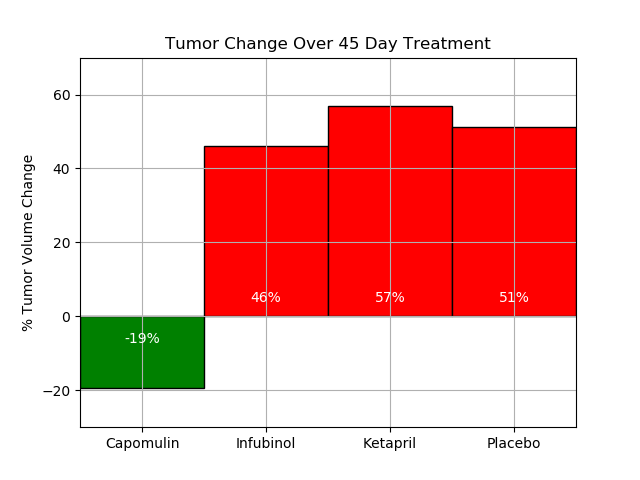 Tumor Change Over 45 Day Treatment
% Tumor Volume Change
60
40
20
0
−20
-19%
46%
57%
51%
Capomulin
Infubinol
Ketapril
Placebo